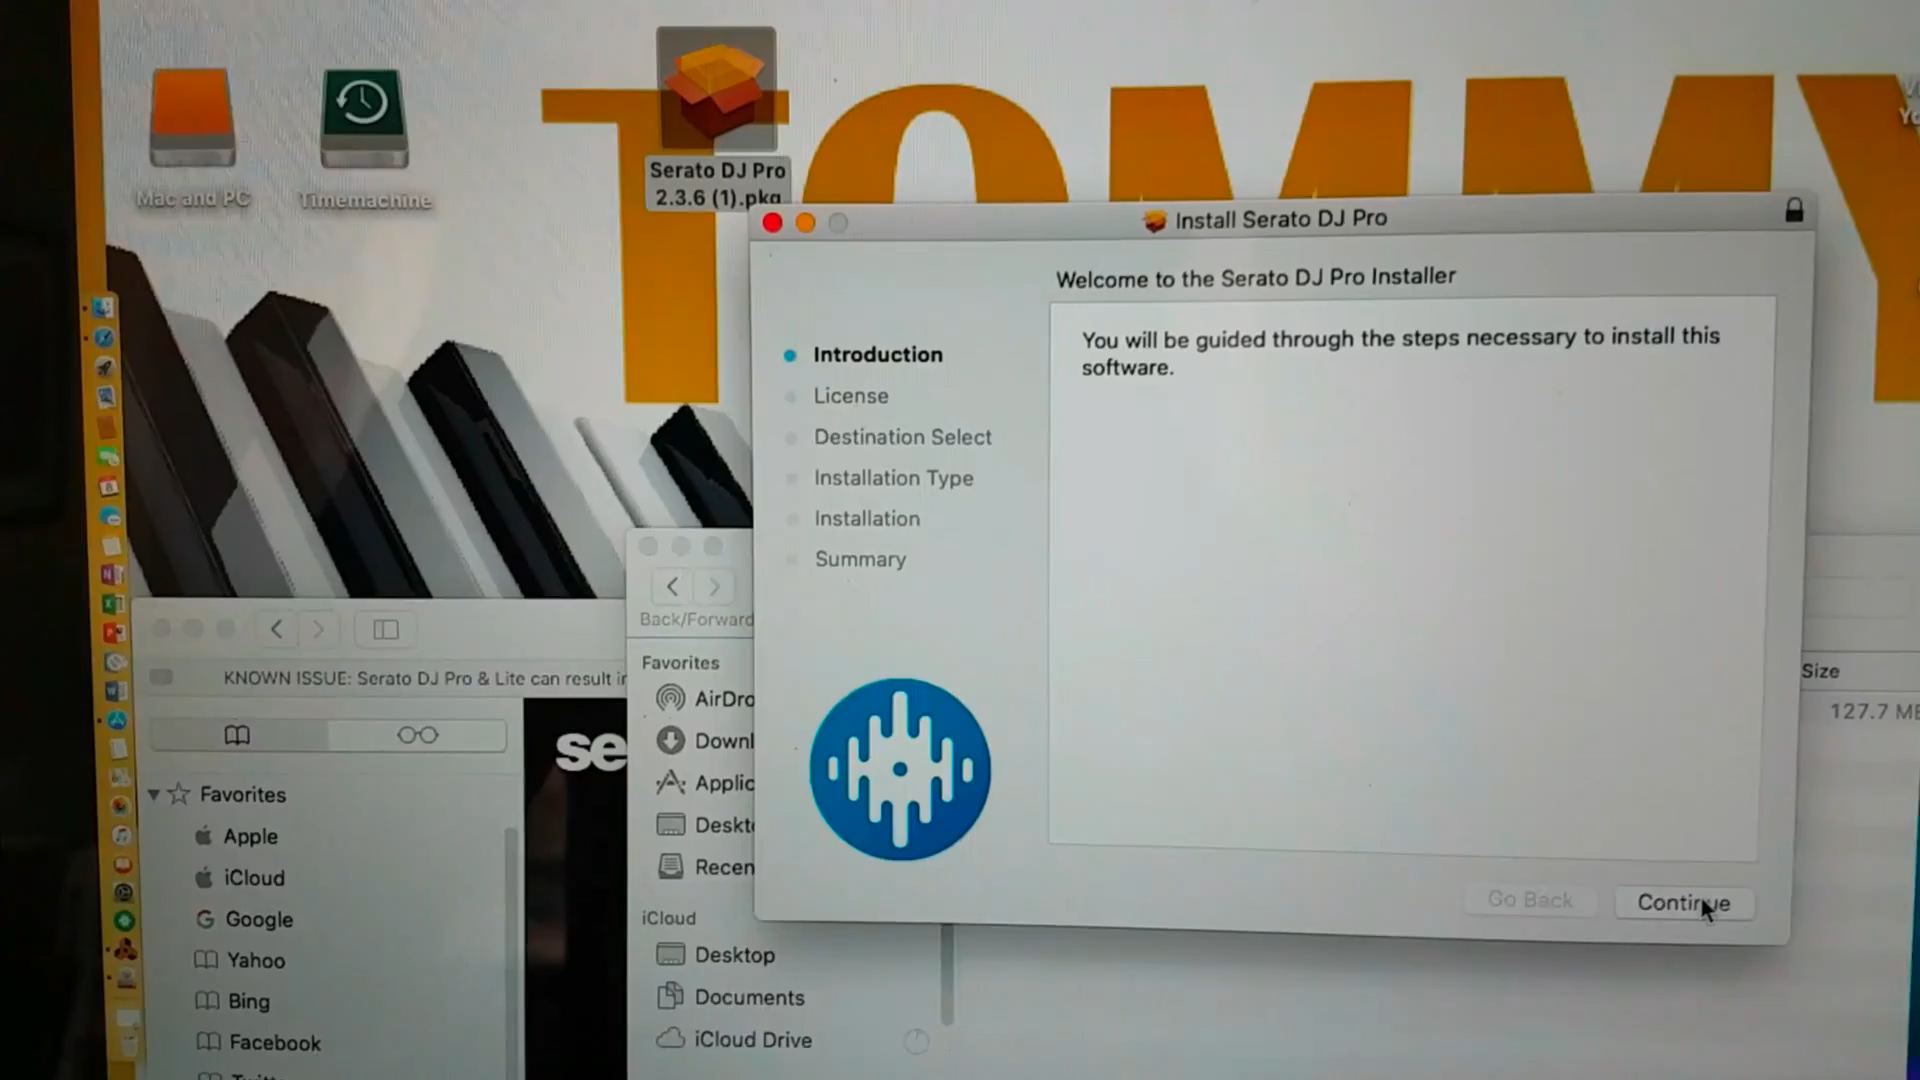 TOMMY
Mac and PC
Timemachine
Serato DJ Pro
2.3.6 (1).pkg
Install Serato DJ Pro
Welcome to the Serato DJ Pro Installer
You will be guided through the steps necessary to install this
software.
Introduction
License
Destination Select
Installation Type
Installation
Summary
Go Back
Continue
Back/Forward
Favorites
AirDro
Downl
Applic
Deskt
Recen
iCloud
Desktop
Documents
iCloud Drive
Size
127.7 MB
KNOWN ISSUE: Serato DJ Pro & Lite can result in
se
Favorites
Apple
iCloud
Google
Yahoo
Bing
Facebook